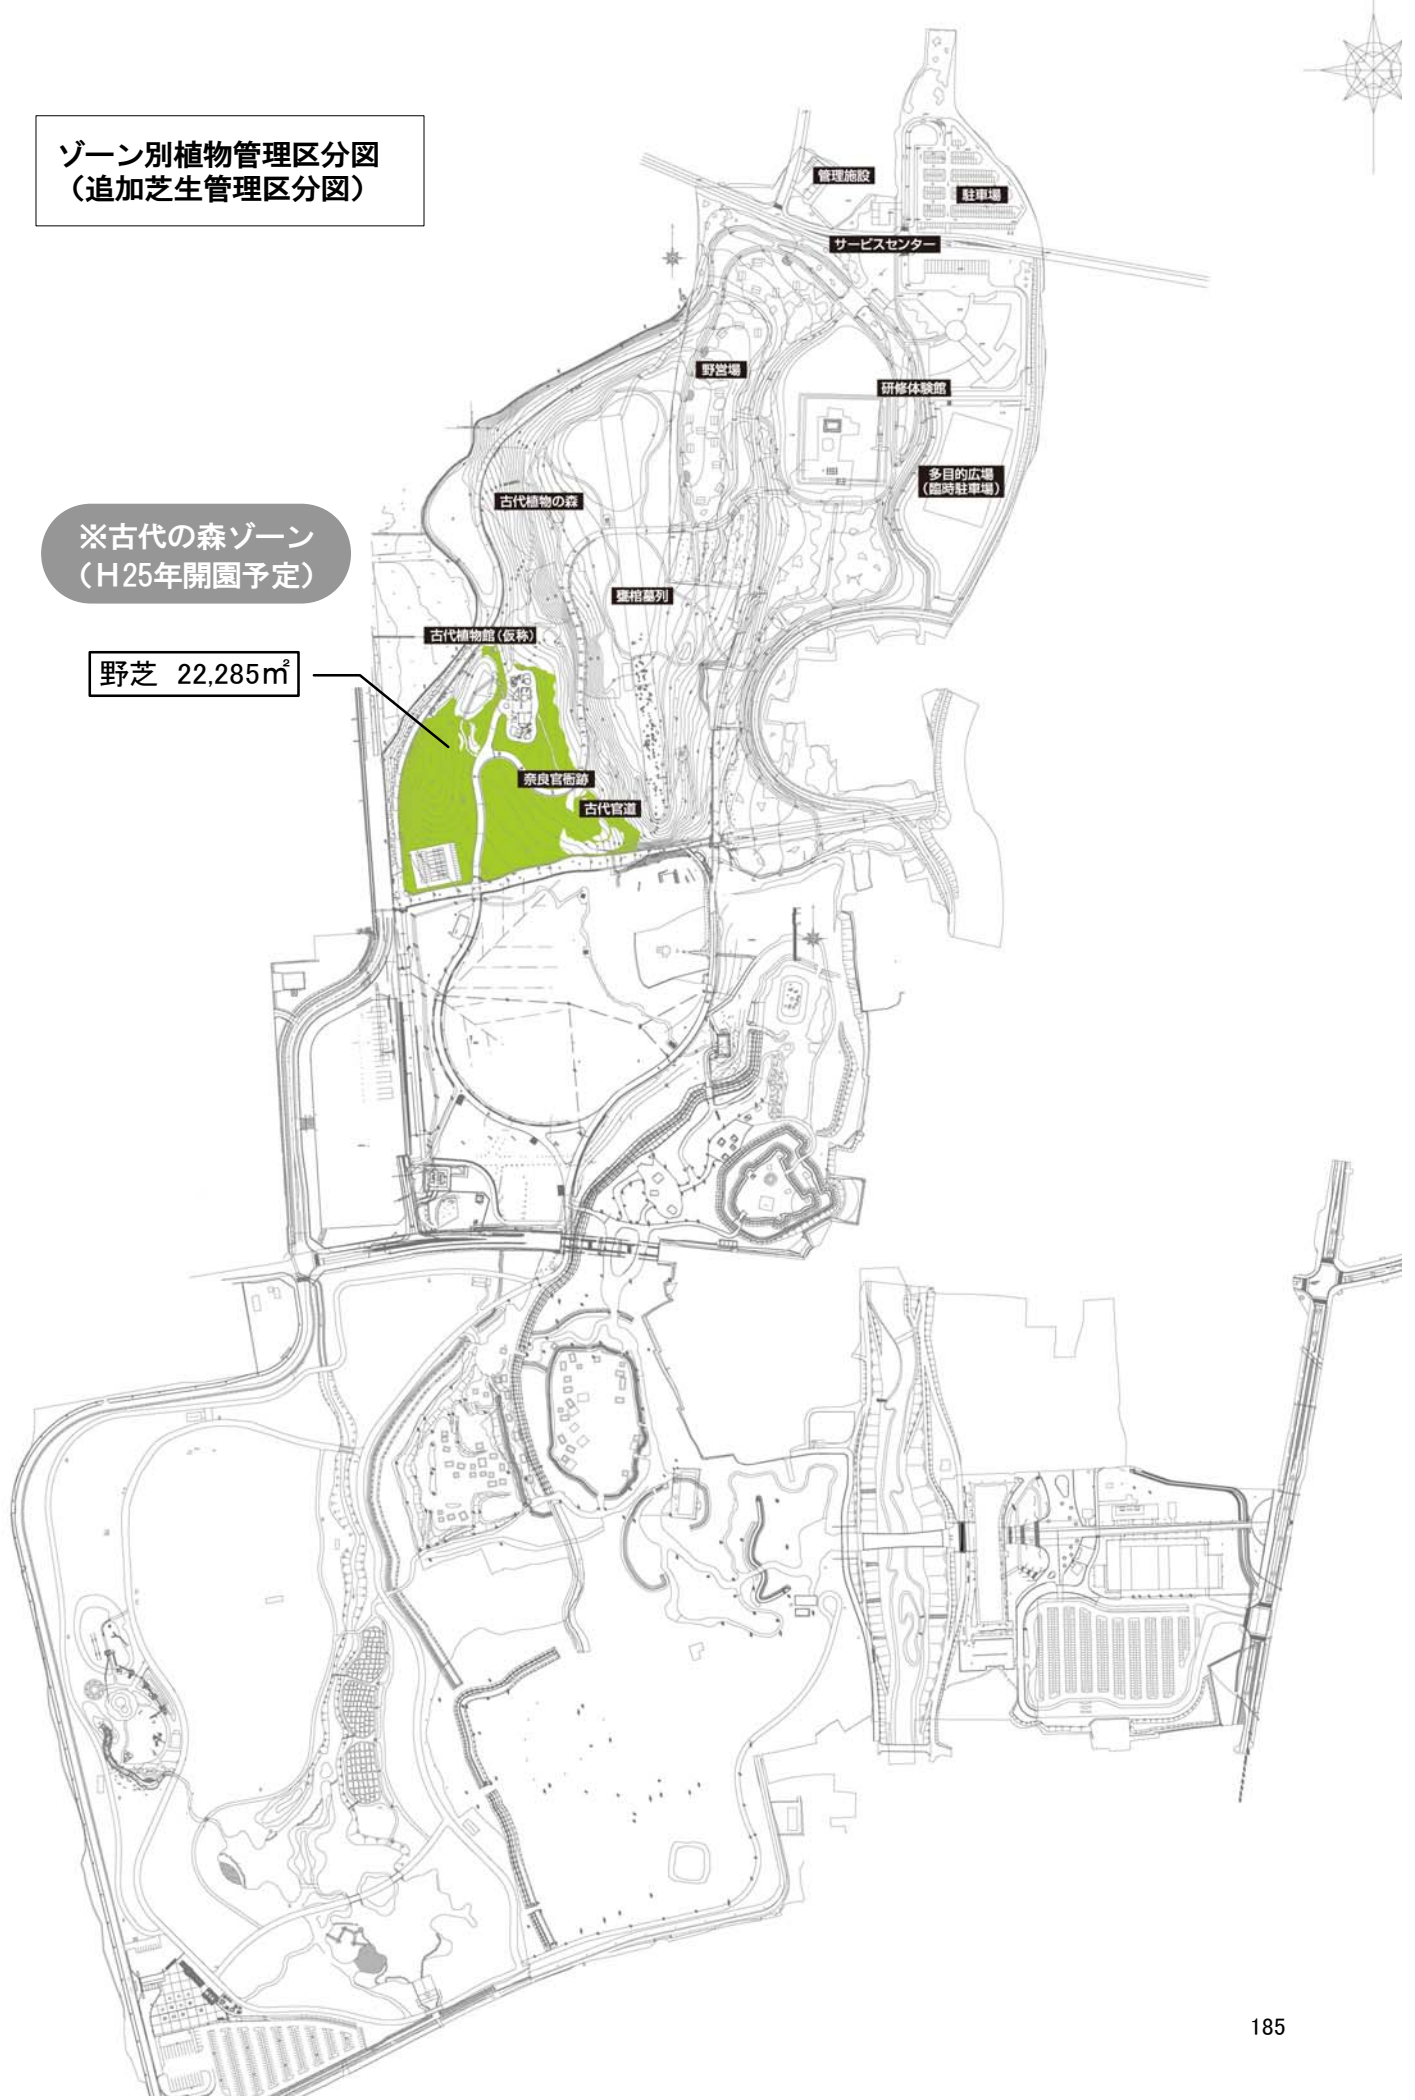 ゾーン別植物管理区分図
（追加芝生管理区分図）
管理施設
駐車場
サービスセンター
野営場
研修体験館
多目的広場
（臨時駐車場）
古代植物の森
※古代の森ゾーン
（H25年開園予定）
甕棺墓列
古代植物館（仮称）
野芝 22,285㎡
奈良官衙跡
古代官道
185